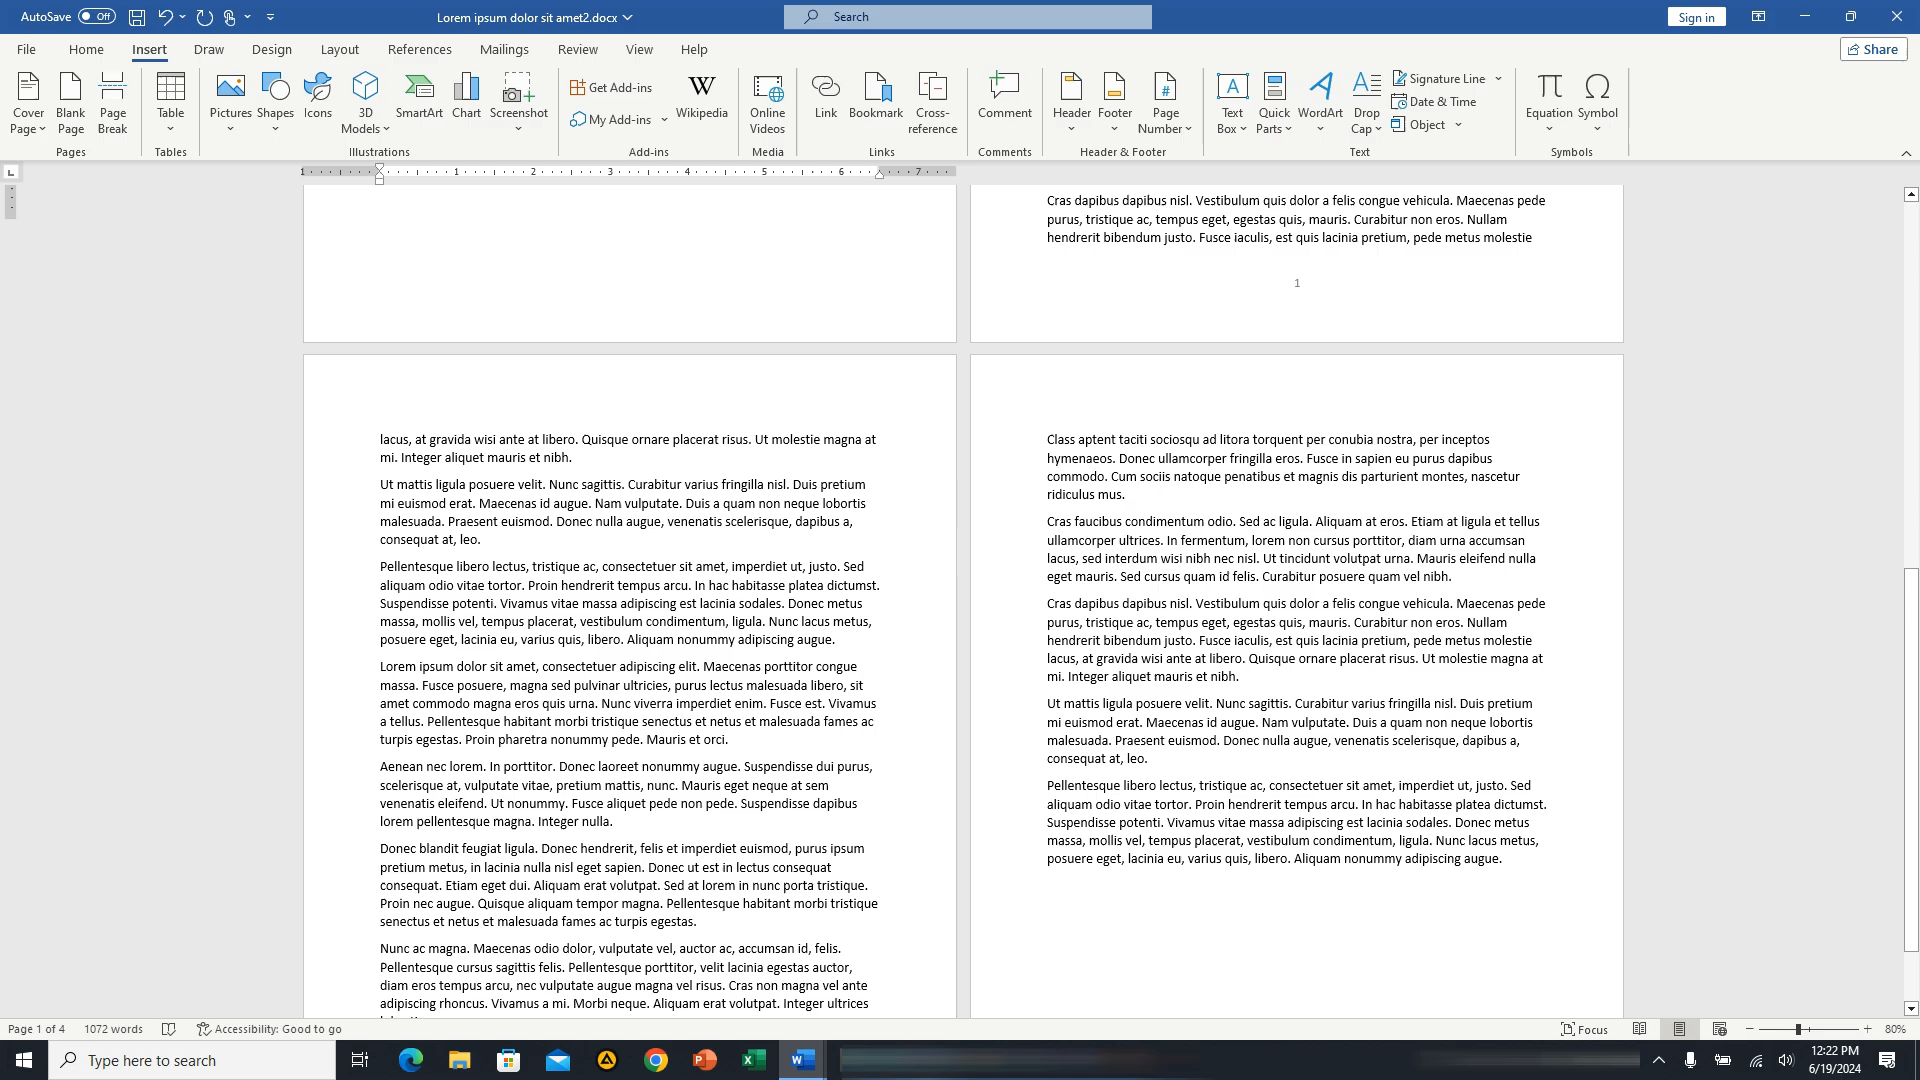 AutoSave Off
Lorem ipsum dolor sit amet2.docx
Search
Sign in
File Home Insert Draw Design Layout References Mailings Review View Help
Share
Cover Page
Blank Page
Page Break
Pages
Table
Tables
Pictures
Shapes
Icons
3D Models
SmartArt
Chart
Screenshot
Illustrations
Get Add-ins
My Add-ins
W
Wikipedia
Add-ins
Online Videos
Media
Link
Bookmark
Cross-reference
Links
Comment
Comments
Header
Footer
Page Number
Header & Footer
Text Box
Quick Parts
WordArt
Drop Cap
Signature Line
Date & Time
Object
Text
Equation
Symbol
Symbols
1 1 2 3 4 5 6 7
Cras dapibus dapibus nisl. Vestibulum quis dolor a felis congue vehicula. Maecenas pede
purus, tristique ac, tempus eget, egestas quis, mauris. Curabitur non eros. Nullam
hendrerit bibendum justo. Fusce iaculis, est quis lacinia pretium, pede metus molestie
1
lacus, at gravida wisi ante at libero. Quisque ornare placerat risus. Ut molestie magna at
mi. Integer aliquet mauris et nibh.
Ut mattis ligula posuere velit. Nunc sagittis. Curabitur varius fringilla nisl. Duis pretium
mi euismod erat. Maecenas id augue. Nam vulputate. Duis a quam non neque lobortis
malesuada. Praesent euismod. Donec nulla augue, venenatis scelerisque, dapibus a,
consequat at, leo.
Pellentesque libero lectus, tristique ac, consectetuer sit amet, imperdiet ut, justo. Sed
aliquam odio vitae tortor. Proin hendrerit tempus arcu. In hac habitasse platea dictumst.
Suspendisse potenti. Vivamus vitae massa adipiscing est lacinia sodales. Donec metus
massa, mollis vel, tempus placerat, vestibulum condimentum, ligula. Nunc lacus metus,
posuere eget, lacinia eu, varius quis, libero. Aliquam nonummy adipiscing augue.
Lorem ipsum dolor sit amet, consectetuer adipiscing elit. Maecenas porttitor congue
massa. Fusce posuere, magna sed pulvinar ultricies, purus lectus malesuada libero, sit
amet commodo magna eros quis urna. Nunc viverra imperdiet enim. Fusce est. Vivamus
a tellus. Pellentesque habitant morbi tristique senectus et netus et malesuada fames ac
turpis egestas. Proin pharetra nonummy pede. Mauris et orci.
Aenean nec lorem. In porttitor. Donec laoreet nonummy augue. Suspendisse dui purus,
scelerisque at, vulputate vitae, pretium mattis, nunc. Mauris eget neque at sem
venenatis eleifend. Ut nonummy. Fusce aliquet pede non pede. Suspendisse dapibus
lorem pellentesque magna. Integer nulla.
Donec blandit feugiat ligula. Donec hendrerit, felis et imperdiet euismod, purus ipsum
pretium metus, in lacinia nulla nisl eget sapien. Donec ut est in lectus consequat
consequat. Etiam eget dui. Aliquam erat volutpat. Sed at lorem in nunc porta tristique.
Proin nec augue. Quisque aliquam tempor magna. Pellentesque habitant morbi tristique
senectus et netus et malesuada fames ac turpis egestas.
Nunc ac magna. Maecenas odio dolor, vulputate vel, auctor ac, accumsan id, felis.
Pellentesque cursus sagittis felis. Pellentesque porttitor, velit lacinia egestas auctor,
diam eros tempus arcu, nec vulputate augue magna vel risus. Cras non magna vel ante
adipiscing rhoncus. Vivamus a mi. Morbi neque. Aliquam erat volutpat. Integer ultrices
Class aptent taciti sociosqu ad litora torquent per conubia nostra, per inceptos
hymenaeos. Donec ullamcorper fringilla eros. Fusce in sapien eu purus dapibus
commodo. Cum sociis natoque penatibus et magnis dis parturient montes, nascetur
ridiculus mus.
Cras faucibus condimentum odio. Sed ac ligula. Aliquam at eros. Etiam at ligula et tellus
ullamcorper ultrices. In fermentum, lorem non cursus porttitor, diam urna accumsan
lacus, sed interdum wisi nibh nec nisl. Ut tincidunt volutpat urna. Mauris eleifend nulla
eget mauris. Sed cursus quam id felis. Curabitur posuere quam vel nibh.
Cras dapibus dapibus nisl. Vestibulum quis dolor a felis congue vehicula. Maecenas pede
purus, tristique ac, tempus eget, egestas quis, mauris. Curabitur non eros. Nullam
hendrerit bibendum justo. Fusce iaculis, est quis lacinia pretium, pede metus molestie
lacus, at gravida wisi ante at libero. Quisque ornare placerat risus. Ut molestie magna at
mi. Integer aliquet mauris et nibh.
Ut mattis ligula posuere velit. Nunc sagittis. Curabitur varius fringilla nisl. Duis pretium
mi euismod erat. Maecenas id augue. Nam vulputate. Duis a quam non neque lobortis
malesuada. Praesent euismod. Donec nulla augue, venenatis scelerisque, dapibus a,
consequat at, leo.
Pellentesque libero lectus, tristique ac, consectetuer sit amet, imperdiet ut, justo. Sed
aliquam odio vitae tortor. Proin hendrerit tempus arcu. In hac habitasse platea dictumst.
Suspendisse potenti. Vivamus vitae massa adipiscing est lacinia sodales. Donec metus
massa, mollis vel, tempus placerat, vestibulum condimentum, ligula. Nunc lacus metus,
posuere eget, lacinia eu, varius quis, libero. Aliquam nonummy adipiscing augue.
Page 1 of 4 1072 words Accessibility: Good to go
Focus
80%
Type here to search
12:22 PM
6/19/2024